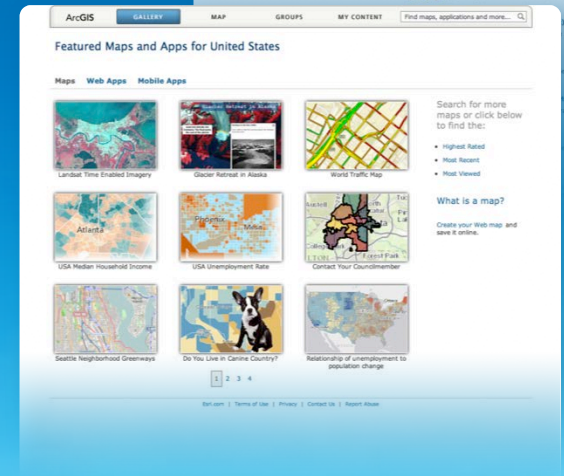 ArcGIS GALLERY MAP GROUPS MY CONTENT Find maps, applications and more...
Featured Maps and Apps for United States
Maps Web Apps Mobile Apps
Landsat Time Enabled Imagery
Glacier Retreat in Alaska
World Traffic Map
Atlanta
Phoenix
Mesa
Forest Park
USA Median Household Income
USA Unemployment Rate
Contact Your Councilmember
Seattle Neighborhood Greenways
Do You Live in Canine Country?
Relationship of unemployment to
population change
1 2 3 4
Search for more
maps or click below
to find the:
Highest Rated
Most Recent
Most Viewed
What is a map?
Create your Web map and
save it online.
Esri.com | Terms of Use | Privacy | Contact Us | Report Abuse